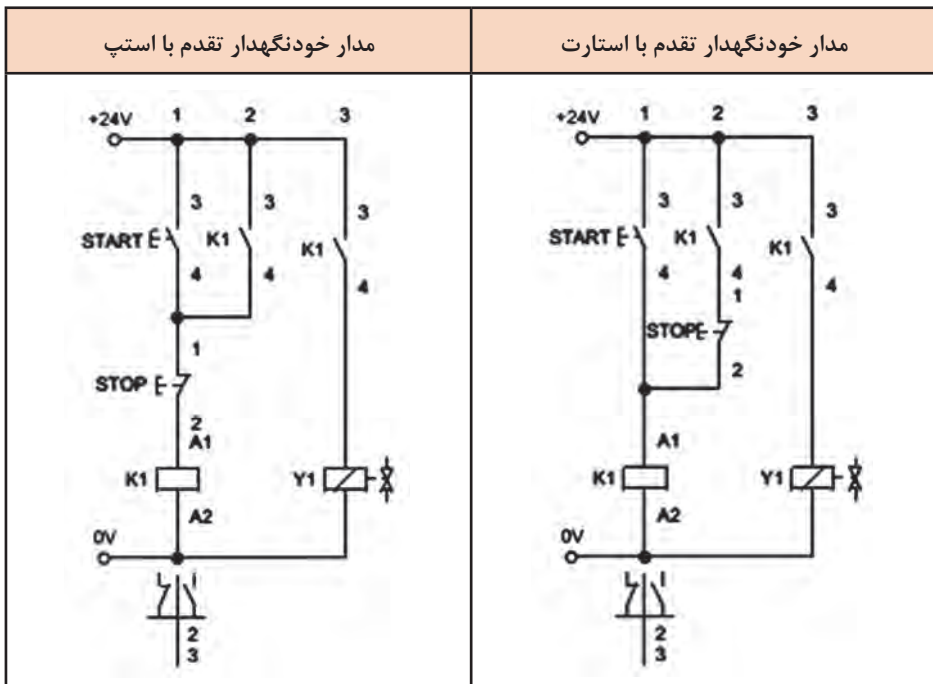 مدار خودنگهدار تقدم با استارت
مدار خودنگهدار تقدم با استپ
1 2 3
+24V
3 3 3
START K1 K1
4 4 4
1
STOP
2
A1
K1 Y1
A2
0V
2
3
1 2 3
+24V
3 3 3
START K1 K1
4 4 4
1
STOP
2
A1
K1 Y1
A2
0V
2
3